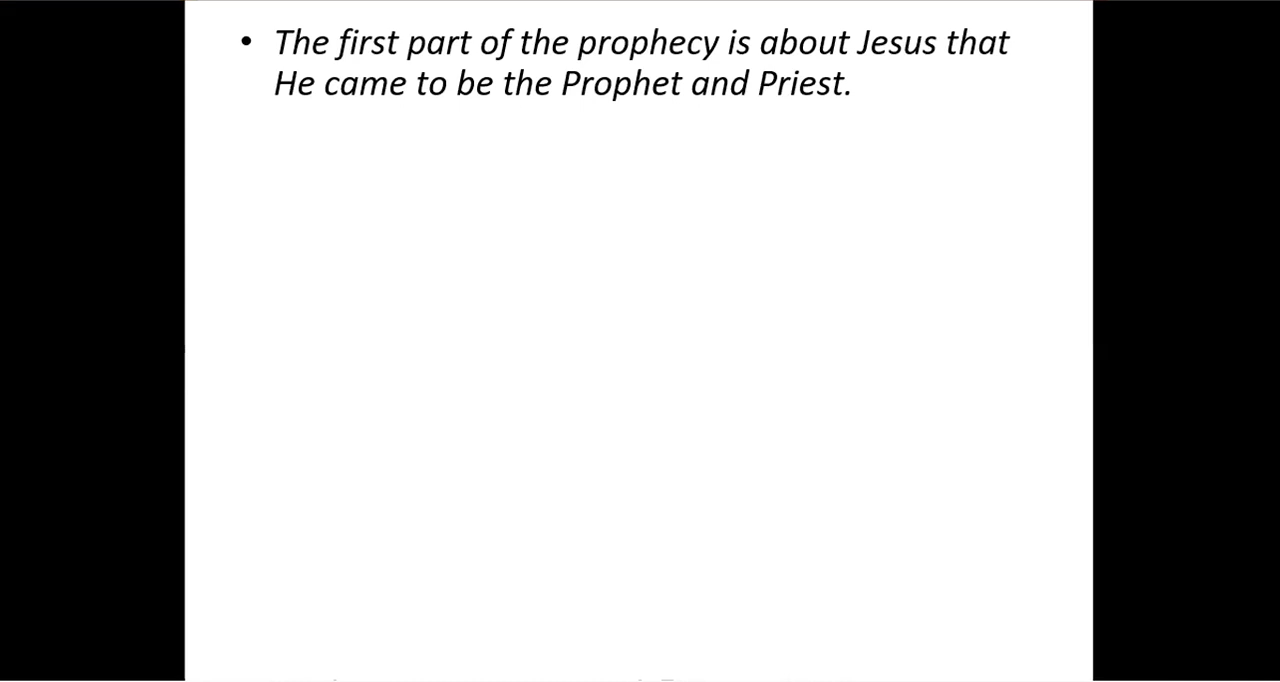 • The first part of the prophecy is about Jesus that
He came to be the Prophet and Priest.